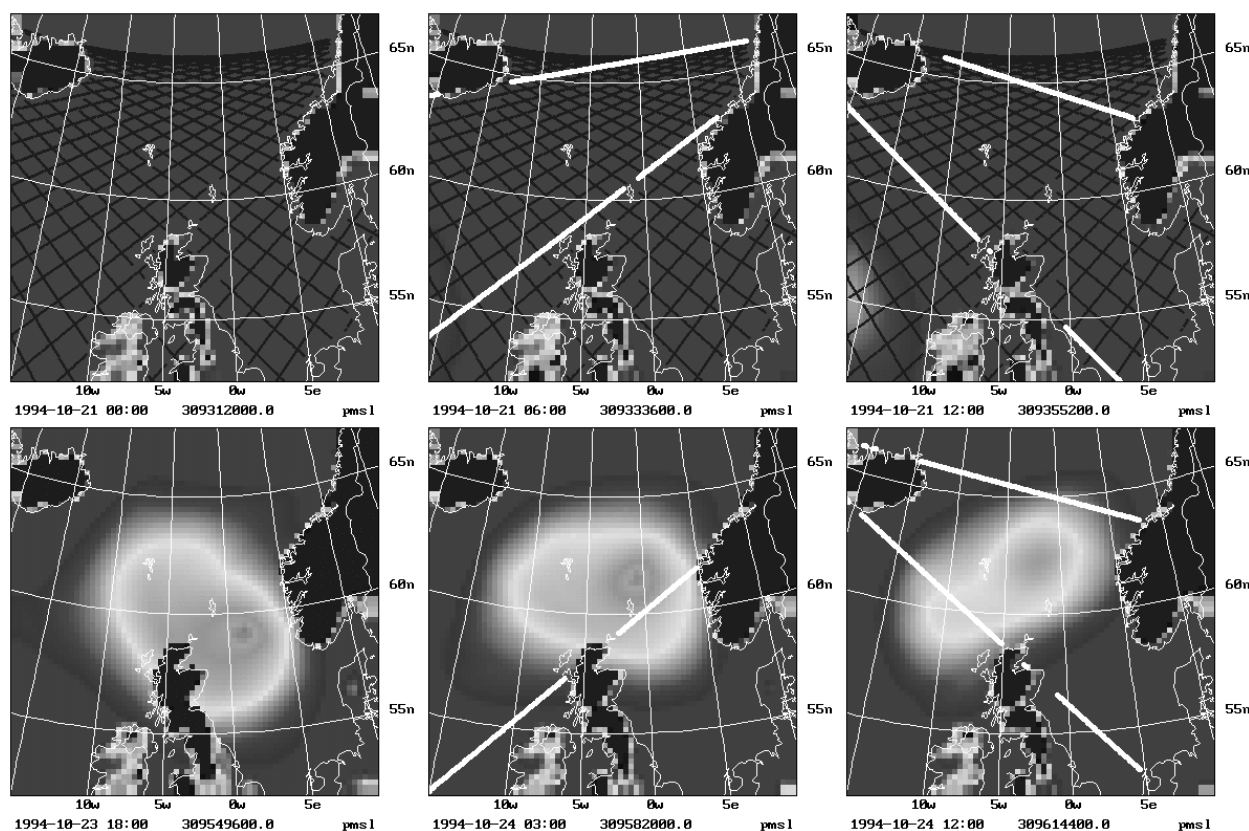 65n
65n
65n
60n
60n
60n
55n
55n
55n
10w 5w 0w 5e
10w 5w 0w 5e
10w 5w 0w 5e
1994-10-21 00:00 309312000.0 pmsl
1994-10-21 06:00 309333600.0 pmsl
1994-10-21 12:00 309355200.0 pmsl
65n
65n
65n
60n
60n
60n
55n
55n
55n
10w 5w 0w 5e
10w 5w 0w 5e
10w 5w 0w 5e
1994-10-23 18:00 309549600.0 pmsl
1994-10-24 03:00 309582000.0 pmsl
1994-10-24 12:00 309614400.0 pmsl